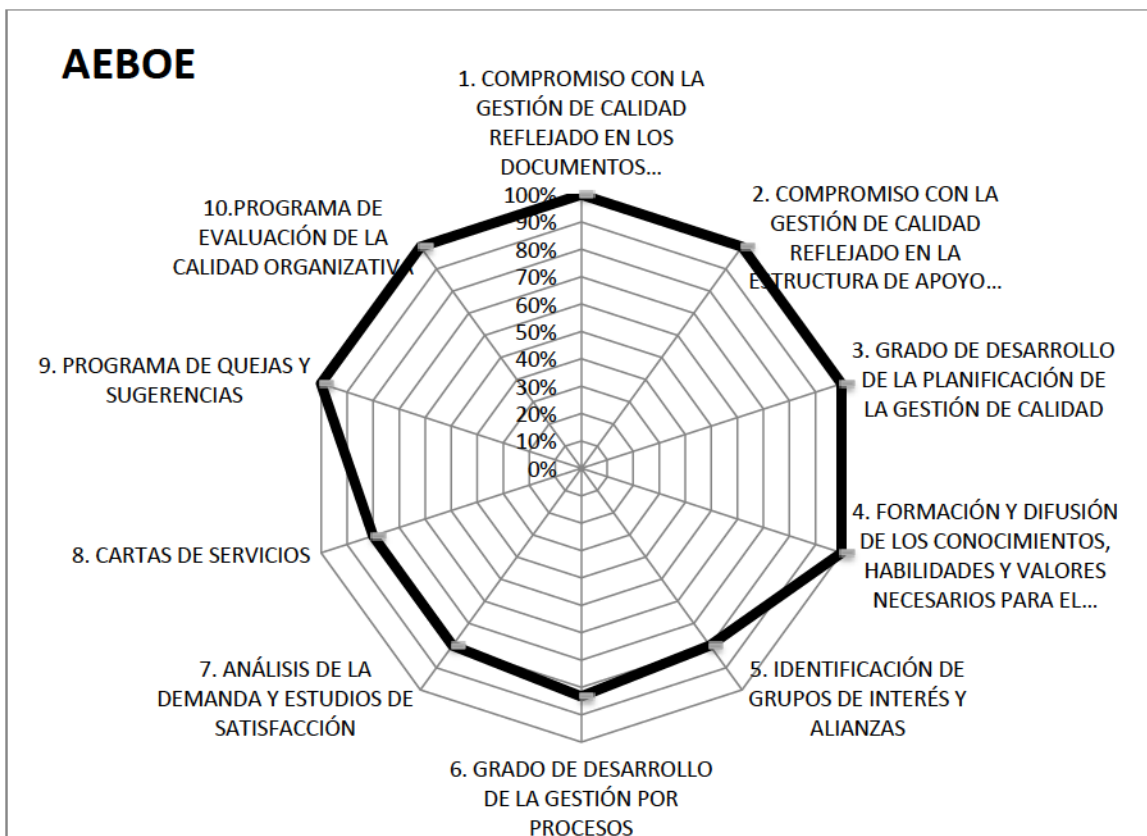 AEBOE
1. COMPROMISO CON LA
GESTIÓN DE CALIDAD
REFLEJADO EN LOS
DOCUMENTOS...
2. COMPROMISO CON LA
GESTIÓN DE CALIDAD
REFLEJADO EN LA
ESTRUCTURA DE APOYO...
3. GRADO DE DESARROLLO
DE LA PLANIFICACIÓN DE
LA GESTIÓN DE CALIDAD
4. FORMACIÓN Y DIFUSIÓN
DE LOS CONOCIMIENTOS,
HABILIDADES Y VALORES
NECESARIOS PARA EL...
5. IDENTIFICACIÓN DE
GRUPOS DE INTERÉS Y
ALIANZAS
6. GRADO DE DESARROLLO
DE LA GESTIÓN POR
PROCESOS
7. ANÁLISIS DE LA
DEMANDA Y ESTUDIOS DE
SATISFACCIÓN
8. CARTAS DE SERVICIOS
9. PROGRAMA DE QUEJAS Y
SUGERENCIAS
10.PROGRAMA DE
EVALUACIÓN DE LA
CALIDAD ORGANIZATIVA
100%
90%
80%
70%
60%
50%
40%
30%
20%
10%
0%